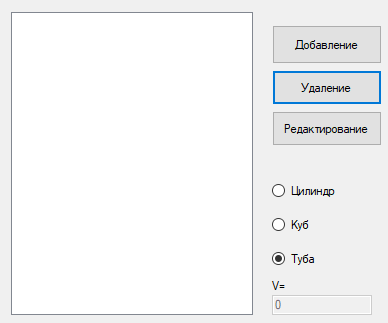 Добавление
Удаление
Редактирование
Цилиндр
Куб
Туба
V=
0